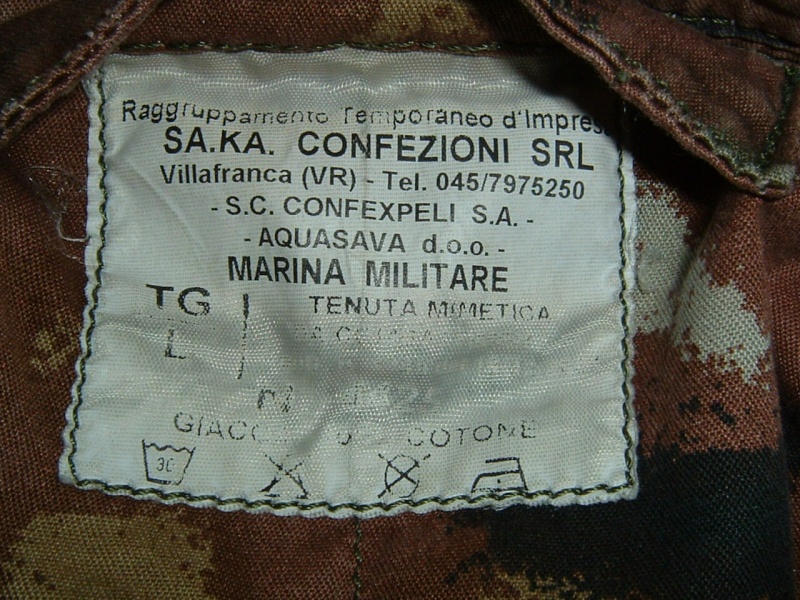 Raggruppamento Temporaneo d'Impresa
SA.KA. CONFEZIONI SRL
Villafranca (VR) - Tel. 045/7975250
- S.C. CONFEXPELI S.A. -
- AQUASAVA d.o.o. -
MARINA MILITARE
TG TENUTA MIMETICA
L
COTONE
30